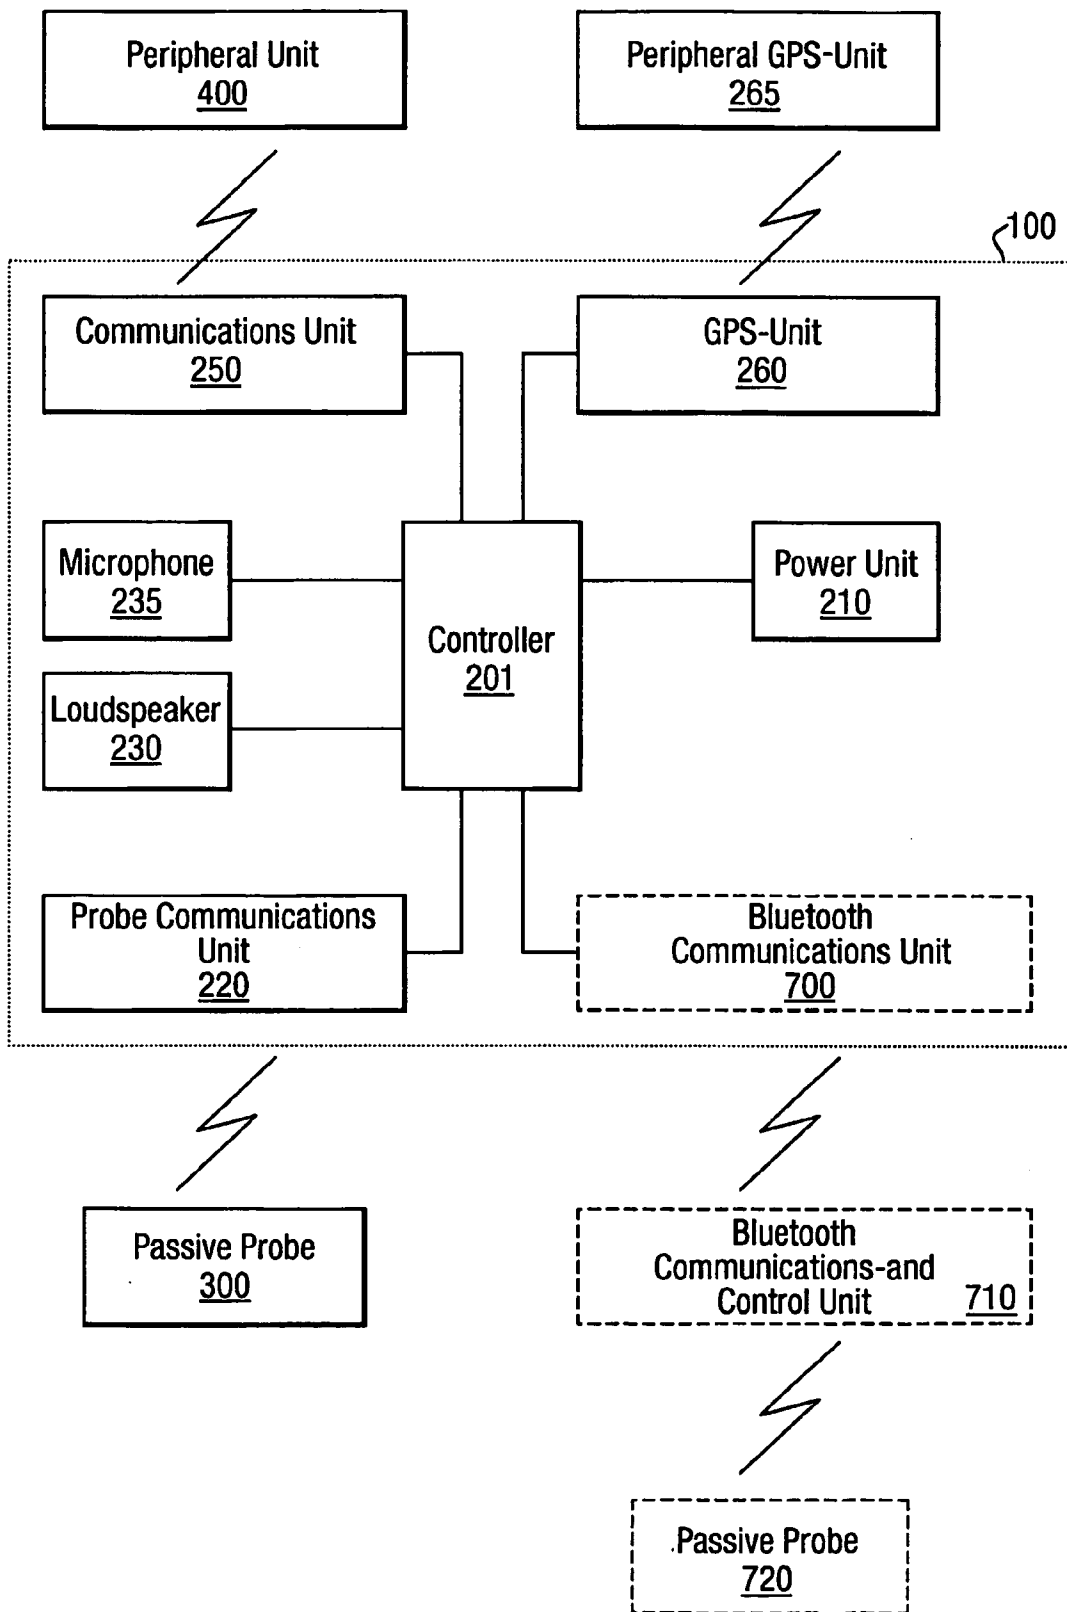 Peripheral Unit
400
Peripheral GPS-Unit
265
100
Communications Unit
250
GPS-Unit
260
Microphone
235
Controller
201
Power Unit
210
Loudspeaker
230
Probe Communications
Unit
220
Bluetooth
Communications Unit
700
Passive Probe
300
Bluetooth
Communications-and
Control Unit
710
Passive Probe
720